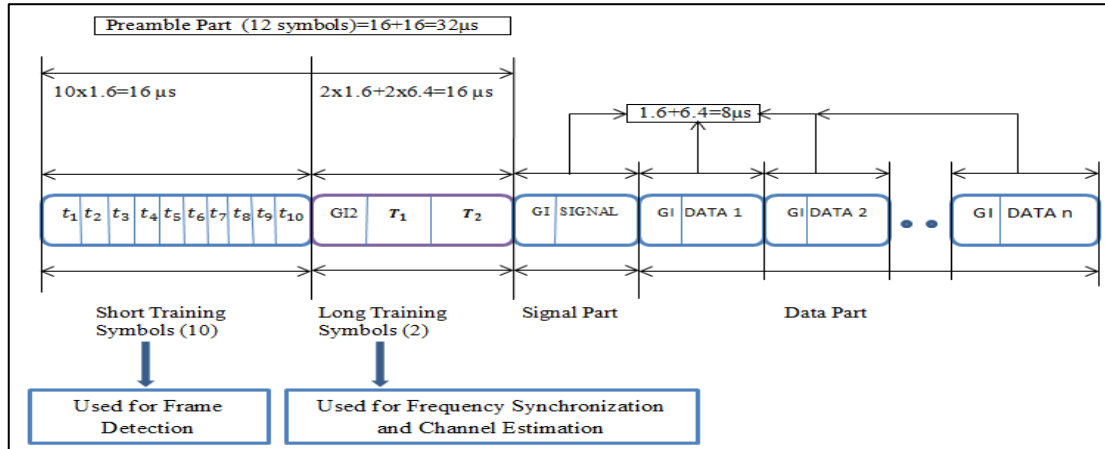 Preamble Part (12 symbols)=16+16=32μs
10x1.6=16 μs
2x1.6+2x6.4=16 μs
1.6+6.4=8μs
t₁ t₂ t₃ t₄ t₅ t₆ t₇ t₈ t₉ t₁₀
GI2 T₁ T₂
GI SIGNAL
GI DATA 1
GI DATA 2
GI DATA n
Short Training
Symbols (10)
Long Training
Symbols (2)
Signal Part
Data Part
Used for Frame
Detection
Used for Frequency Synchronization
and Channel Estimation